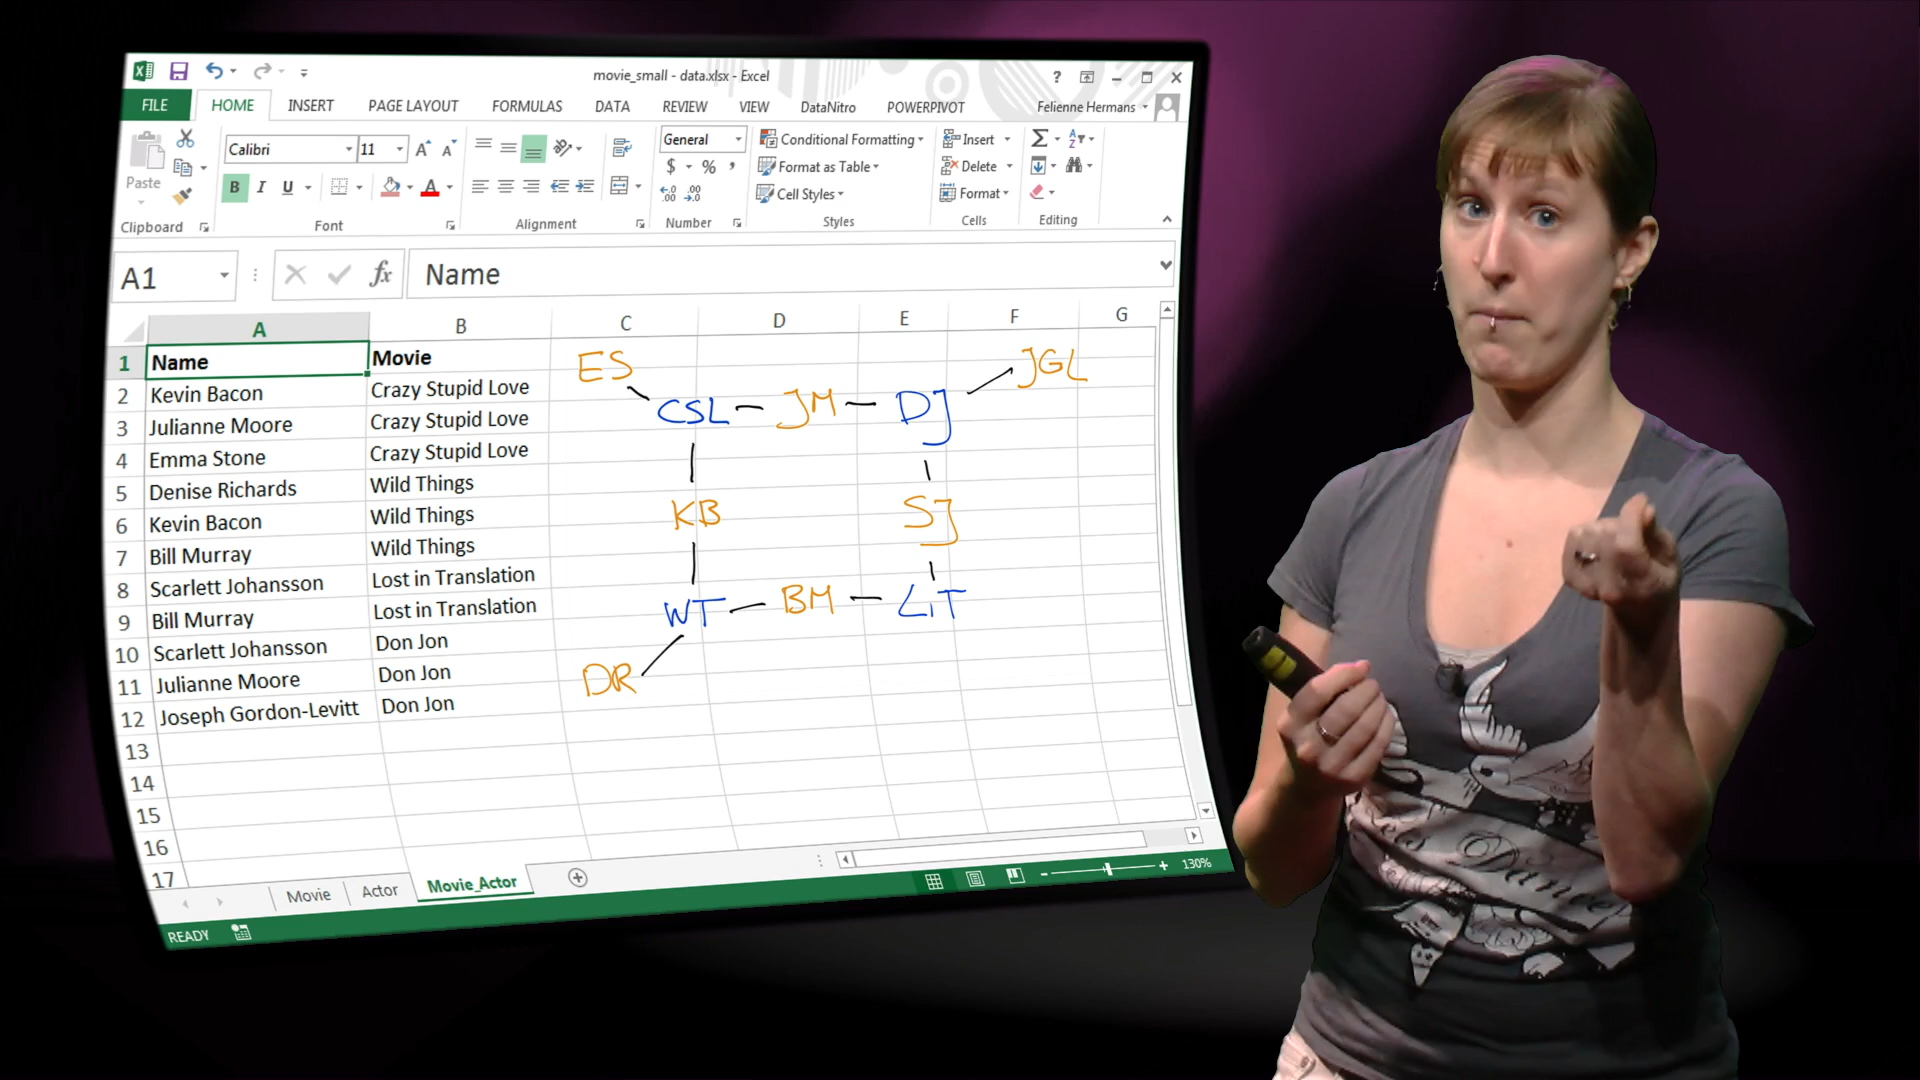 movie_small - data.xlsx - Excel
FILE HOME INSERT PAGE LAYOUT FORMULAS DATA REVIEW VIEW DataNitro POWERPIVOT Felienne Hermans
Calibri 11 General Conditional Formatting Insert
Paste B I U $ % Format as Table Delete
Cell Styles Format
Clipboard Font Alignment Number Styles Cells Editing
A1 fx Name
A B C D E F G
1 Name Movie
2 Kevin Bacon Crazy Stupid Love
3 Julianne Moore Crazy Stupid Love
4 Emma Stone Crazy Stupid Love
5 Denise Richards Wild Things
6 Kevin Bacon Wild Things
7 Bill Murray Wild Things
8 Scarlett Johansson Lost in Translation
9 Bill Murray Lost in Translation
10 Scarlett Johansson Don Jon
11 Julianne Moore Don Jon
12 Joseph Gordon-Levitt Don Jon
13
14
15
16
17
ES JGL
CSL JM DJ
KB SJ
WT BM LiT
DR
Movie Actor Movie_Actor
READY 130%